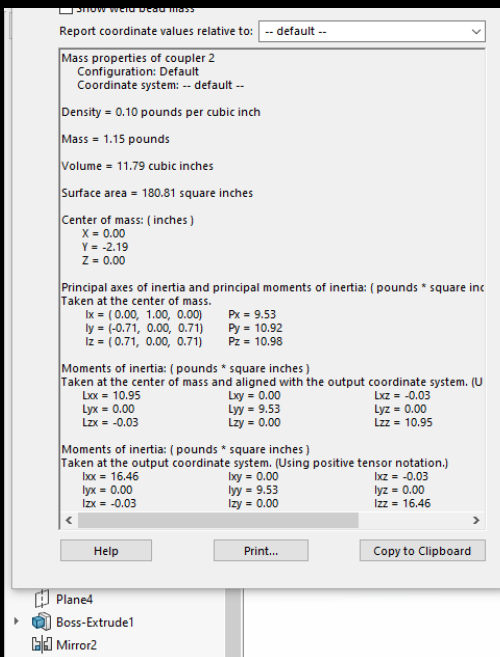 Show weld bead mass
Report coordinate values relative to: -- default --
Mass properties of coupler 2
Configuration: Default
Coordinate system: -- default --
Density = 0.10 pounds per cubic inch
Mass = 1.15 pounds
Volume = 11.79 cubic inches
Surface area = 180.81 square inches
Center of mass: ( inches )
X = 0.00
Y = -2.19
Z = 0.00
Principal axes of inertia and principal moments of inertia: ( pounds * square inc
Taken at the center of mass.
Ix = ( 0.00, 1.00, 0.00) Px = 9.53
Iy = (-0.71, 0.00, 0.71) Py = 10.92
Iz = ( 0.71, 0.00, 0.71) Pz = 10.98
Moments of inertia: ( pounds * square inches )
Taken at the center of mass and aligned with the output coordinate system. (U
Lxx = 10.95 Lxy = 0.00 Lxz = -0.03
Lyx = 0.00 Lyy = 9.53 Lyz = 0.00
Lzx = -0.03 Lzy = 0.00 Lzz = 10.95
Moments of inertia: ( pounds * square inches )
Taken at the output coordinate system. (Using positive tensor notation.)
Ixx = 16.46 Ixy = 0.00 Ixz = -0.03
Iyx = 0.00 Iyy = 9.53 Iyz = 0.00
Izx = -0.03 Izy = 0.00 Izz = 16.46
Help Print... Copy to Clipboard
Plane4
Boss-Extrude1
Mirror2